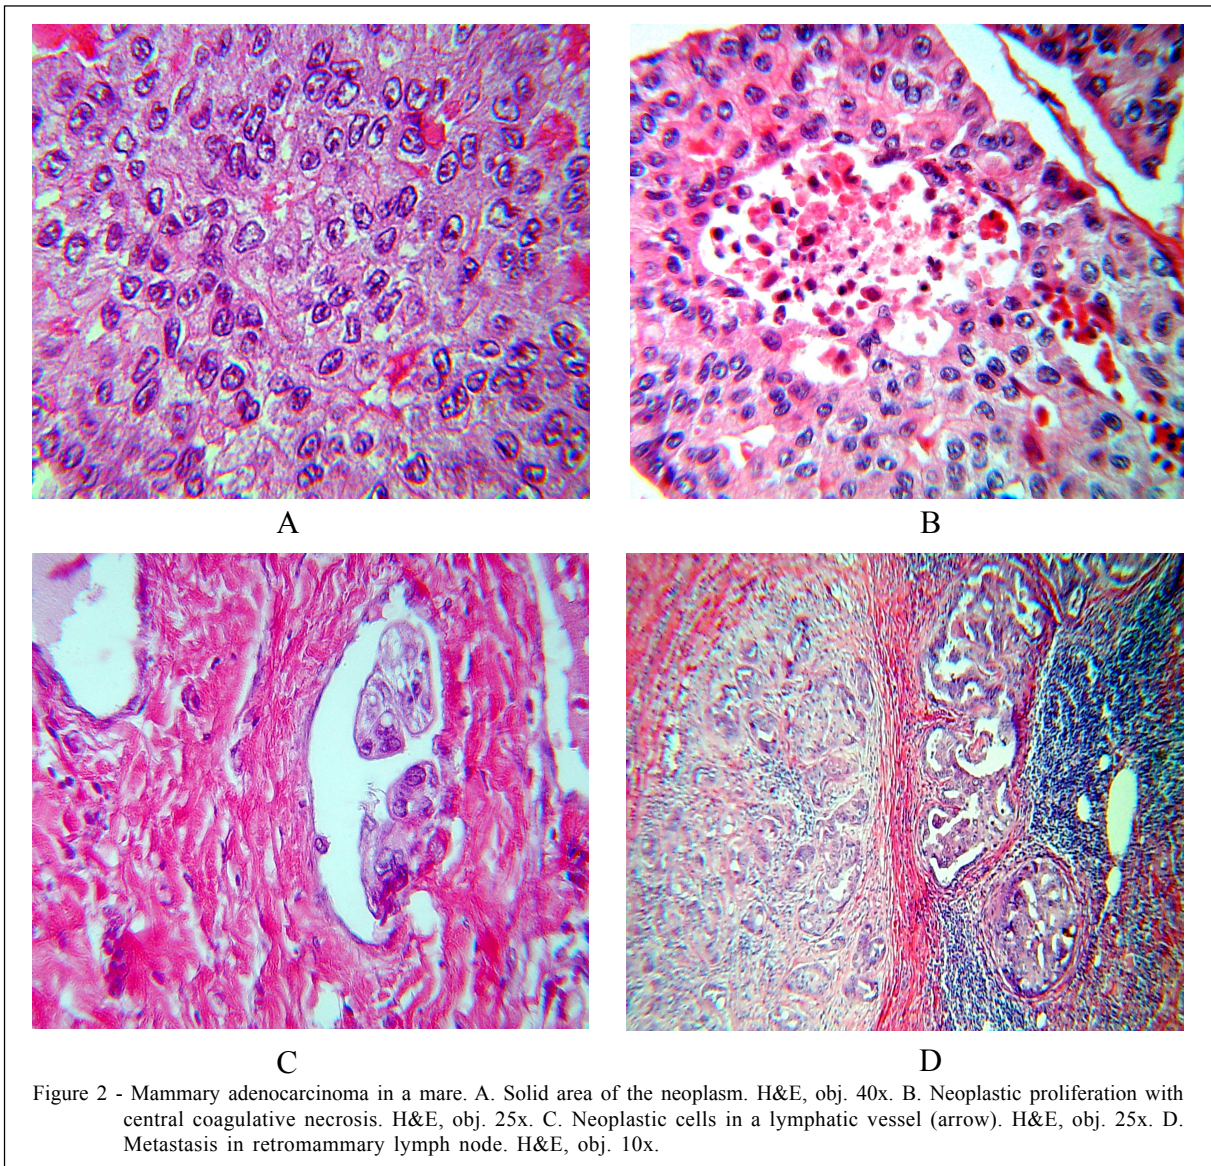 A
B
C
D
Figure 2 - Mammary adenocarcinoma in a mare. A. Solid area of the neoplasm. H&E, obj. 40x. B. Neoplastic proliferation with
central coagulative necrosis. H&E, obj. 25x. C. Neoplastic cells in a lymphatic vessel (arrow). H&E, obj. 25x. D.
Metastasis in retromammary lymph node. H&E, obj. 10x.